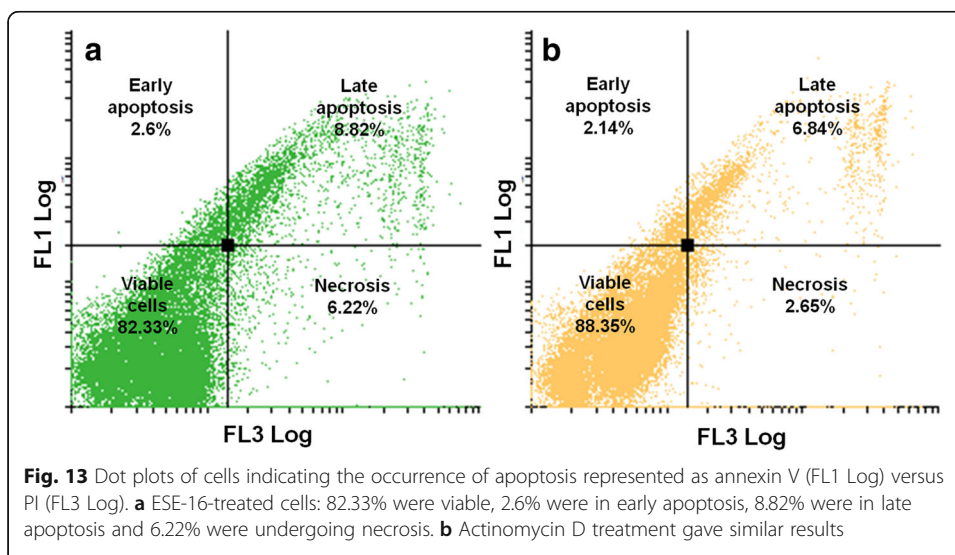 a
Early
apoptosis
2.6%
Late
apoptosis
8.82%
Viable
cells
82.33%
Necrosis
6.22%
FL1 Log
FL3 Log
b
Early
apoptosis
2.14%
Late
apoptosis
6.84%
Viable
cells
88.35%
Necrosis
2.65%
FL1 Log
FL3 Log
Fig. 13 Dot plots of cells indicating the occurrence of apoptosis represented as annexin V (FL1 Log) versus
PI (FL3 Log). a ESE-16-treated cells: 82.33% were viable, 2.6% were in early apoptosis, 8.82% were in late
apoptosis and 6.22% were undergoing necrosis. b Actinomycin D treatment gave similar results